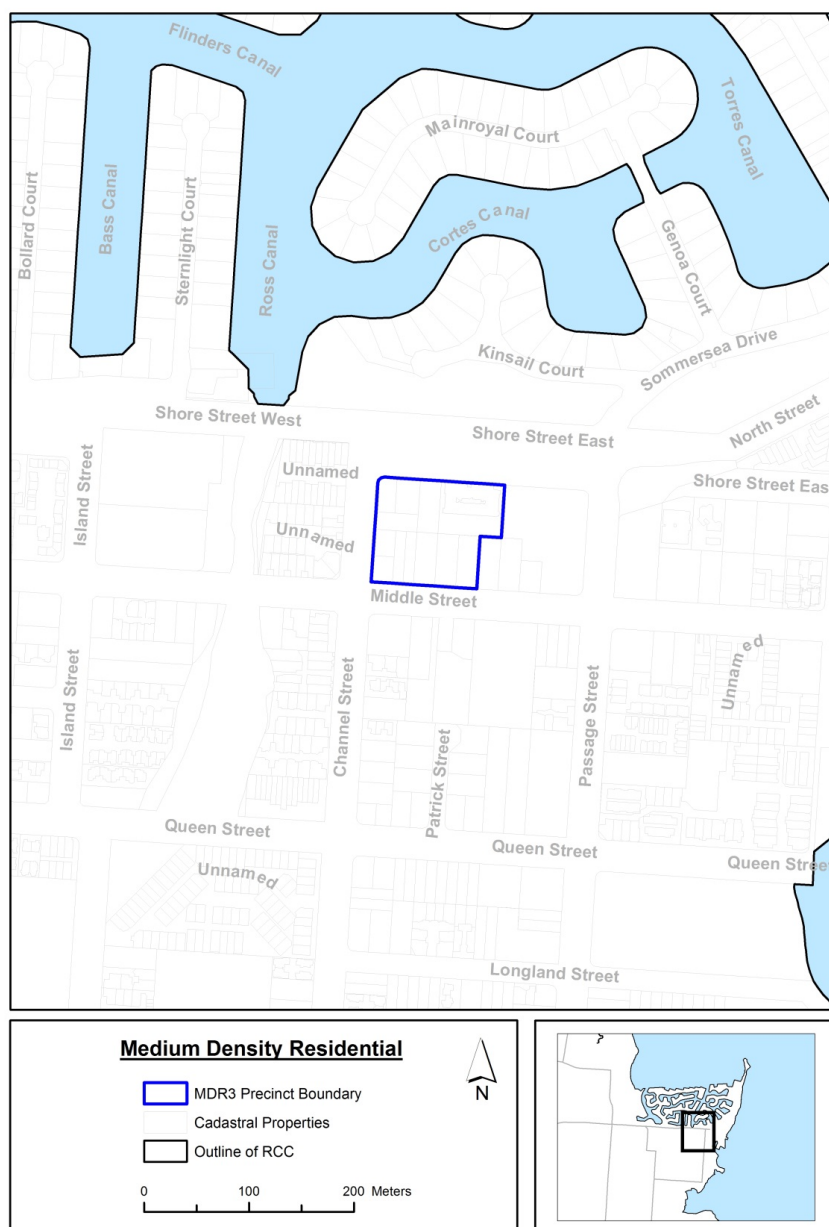 Flinders Canal
Torres Canal
Mainroyal Court
Bollard Court
Bass Canal
Sternlight Court
Ross Canal
Cortes Canal
Genoa Court
Kinsail Court
Sommersea Drive
North Street
Shore Street West
Shore Street East
Shore Street Eas
Island Street
Unnamed
Unnamed
Middle Street
Island Street
Channel Street
Patrick Street
Passage Street
Unnamed
Queen Street
Queen Street
Queen Street
Unnamed
Longland Street
Medium Density Residential
MDR3 Precinct Boundary
Cadastral Properties
Outline of RCC
N
0 100 200 Meters